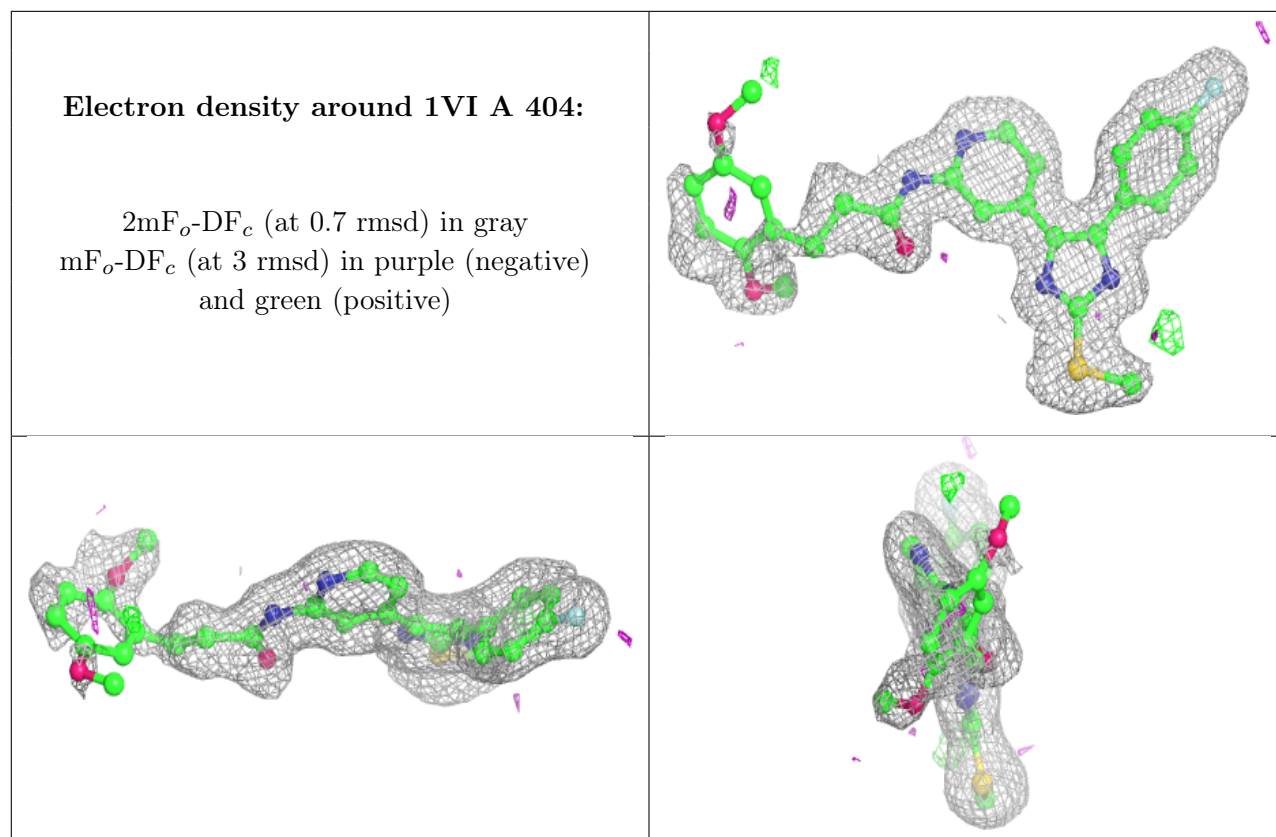 Electron density around 1VI A 404:
2mFo-DFc (at 0.7 rmsd) in gray
mFo-DFc (at 3 rmsd) in purple (negative)
and green (positive)